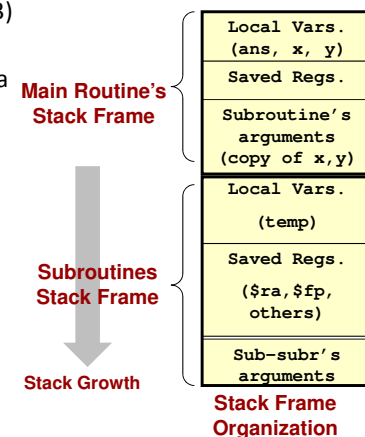 3)
a
Main Routine's
Stack Frame
Local Vars.
(ans, x, y)
Saved Regs.
Subroutine's
arguments
(copy of x,y)
Subroutines
Stack Frame
Local Vars.
(temp)
Saved Regs.
($ra,$fp,
others)
Sub-subr's
arguments
Stack Growth
Stack Frame
Organization